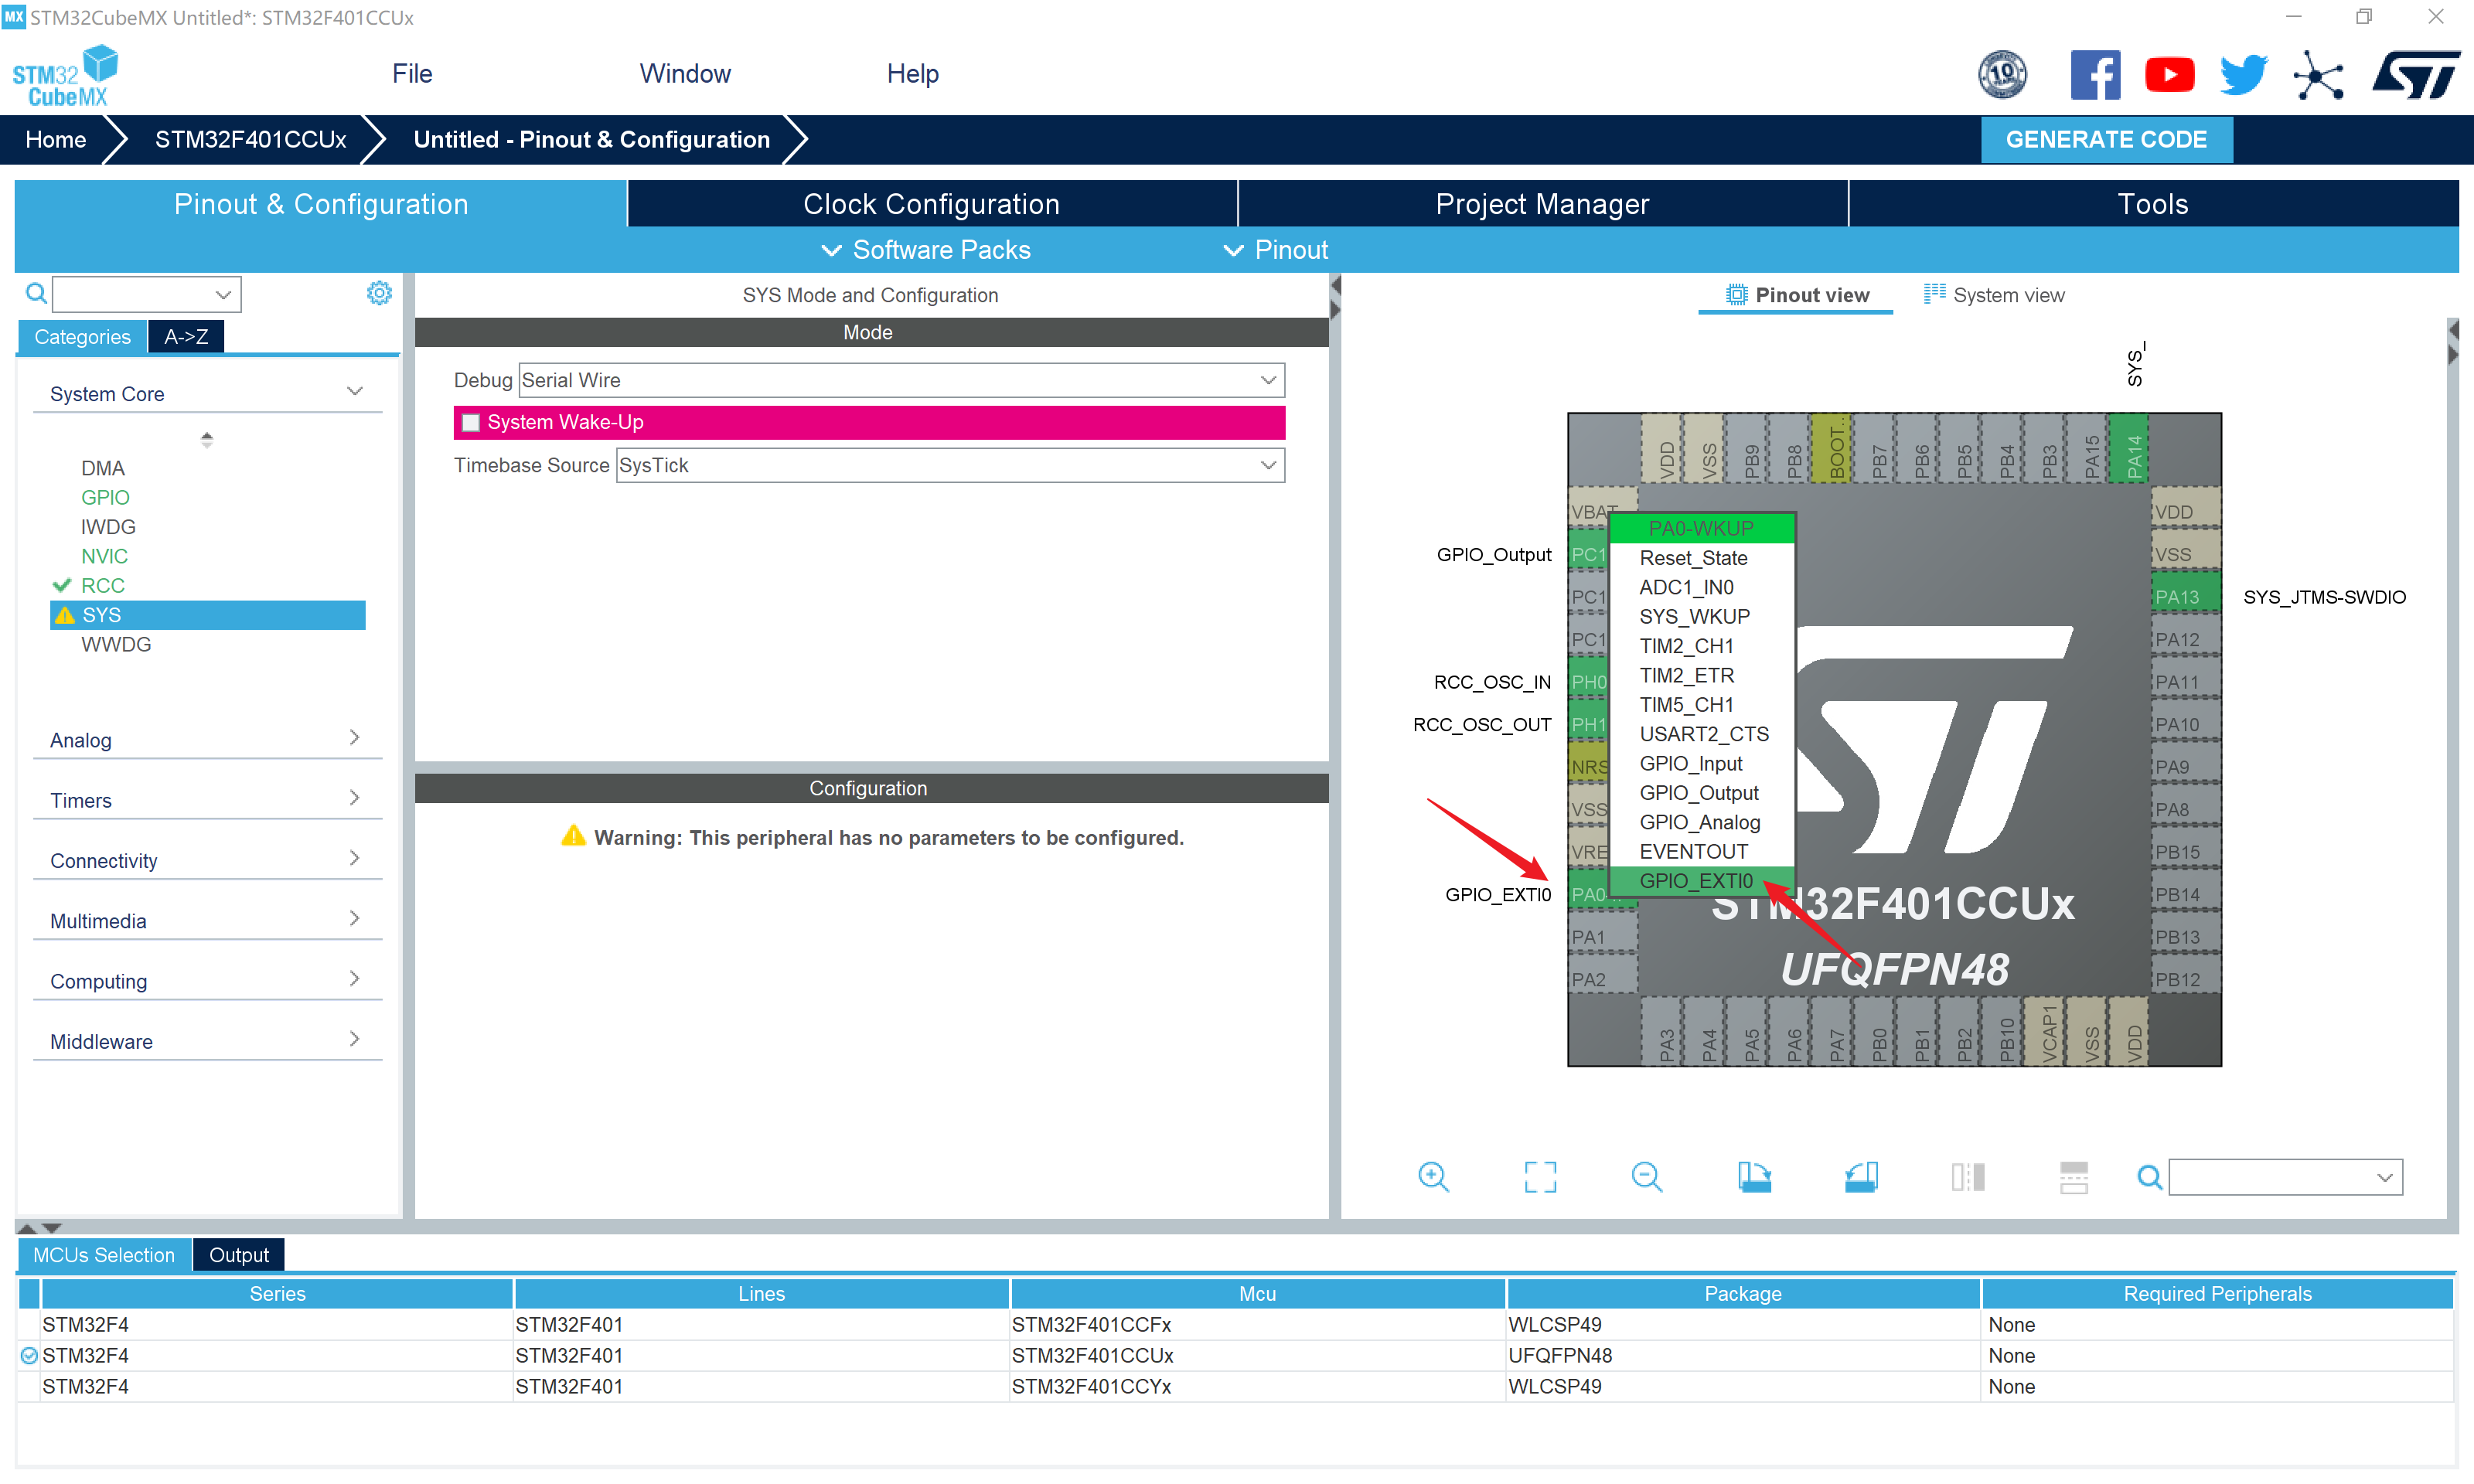 MX STM32CubeMX Untitled*: STM32F401CCUx
STM32
CubeMX
File
Window
Help
10
Home
STM32F401CCUx
Untitled - Pinout & Configuration
GENERATE CODE
Pinout & Configuration
Clock Configuration
Project Manager
Tools
Software Packs
Pinout
Categories
A->Z
System Core
DMA
GPIO
IWDG
NVIC
RCC
SYS
WWDG
Analog
Timers
Connectivity
Multimedia
Computing
Middleware
SYS Mode and Configuration
Mode
Debug Serial Wire
System Wake-Up
Timebase Source SysTick
Configuration
Warning: This peripheral has no parameters to be configured.
Pinout view
System view
SYS_
VDD
VSS
PB9
PB8
BOOT..
PB7
PB6
PB5
PB4
PB3
PA15
PA14
VBAT
GPIO_Output
PC1
PC1
PC1
RCC_OSC_IN
PH0
RCC_OSC_OUT
PH1
NRS
VSS
VRE
GPIO_EXTI0
PA0-
PA1
PA2
PA0-WKUP
Reset_State
ADC1_IN0
SYS_WKUP
TIM2_CH1
TIM2_ETR
TIM5_CH1
USART2_CTS
GPIO_Input
GPIO_Output
GPIO_Analog
EVENTOUT
GPIO_EXTI0
STM32F401CCUx
UFQFPN48
VDD
VSS
PA13
SYS_JTMS-SWDIO
PA12
PA11
PA10
PA9
PA8
PB15
PB14
PB13
PB12
PA3
PA4
PA5
PA6
PA7
PB0
PB1
PB2
PB10
VCAP1
VSS
VDD
MCUs Selection
Output
Series Lines Mcu Package Required Peripherals
STM32F4 STM32F401 STM32F401CCFx WLCSP49 None
STM32F4 STM32F401 STM32F401CCUx UFQFPN48 None
STM32F4 STM32F401 STM32F401CCYx WLCSP49 None